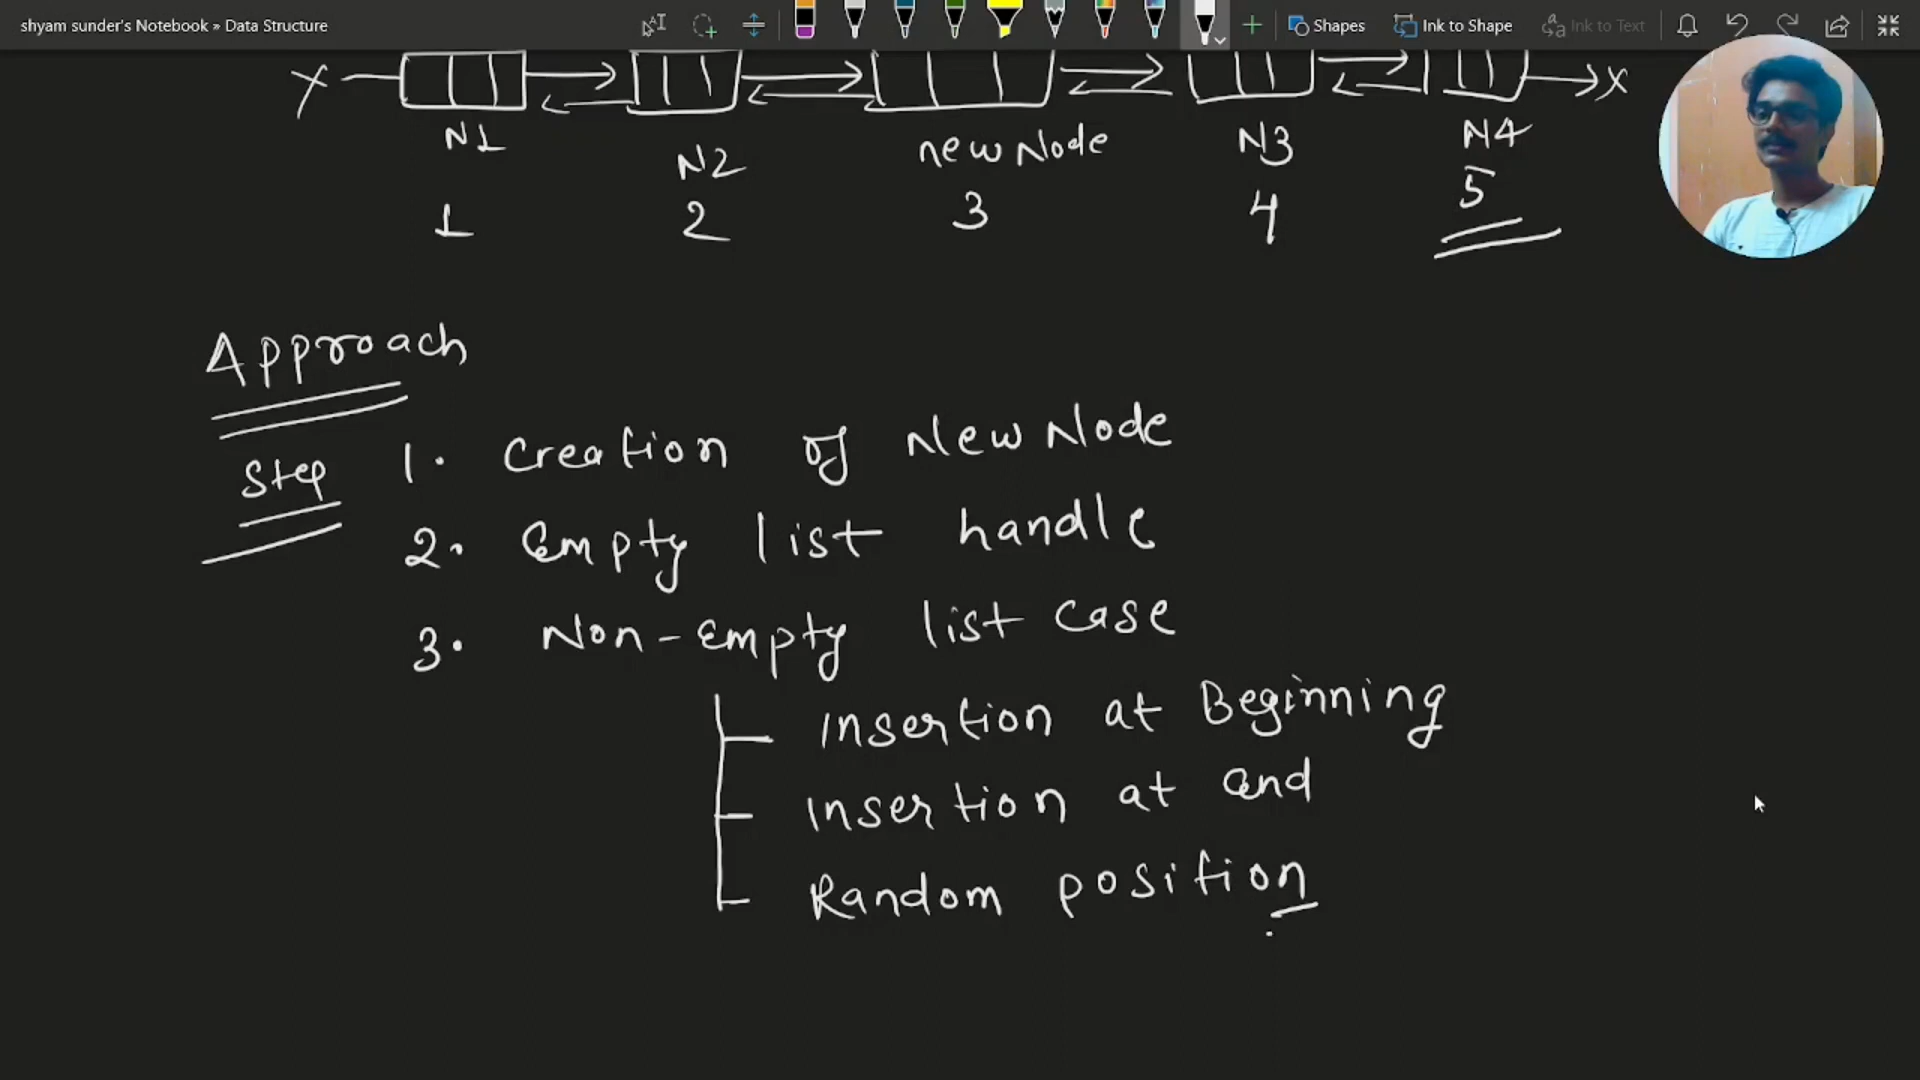 shyam sunder's Notebook » Data Structure
Shapes
Ink to Shape
Ink to Text
X X
N1 N2 new Node N3 N4
1 2 3 4 5
Approach
Step 1. Creation of New Node
2. Empty list handle
3. Non-Empty list case
Insertion at Beginning
Insertion at end
Random position